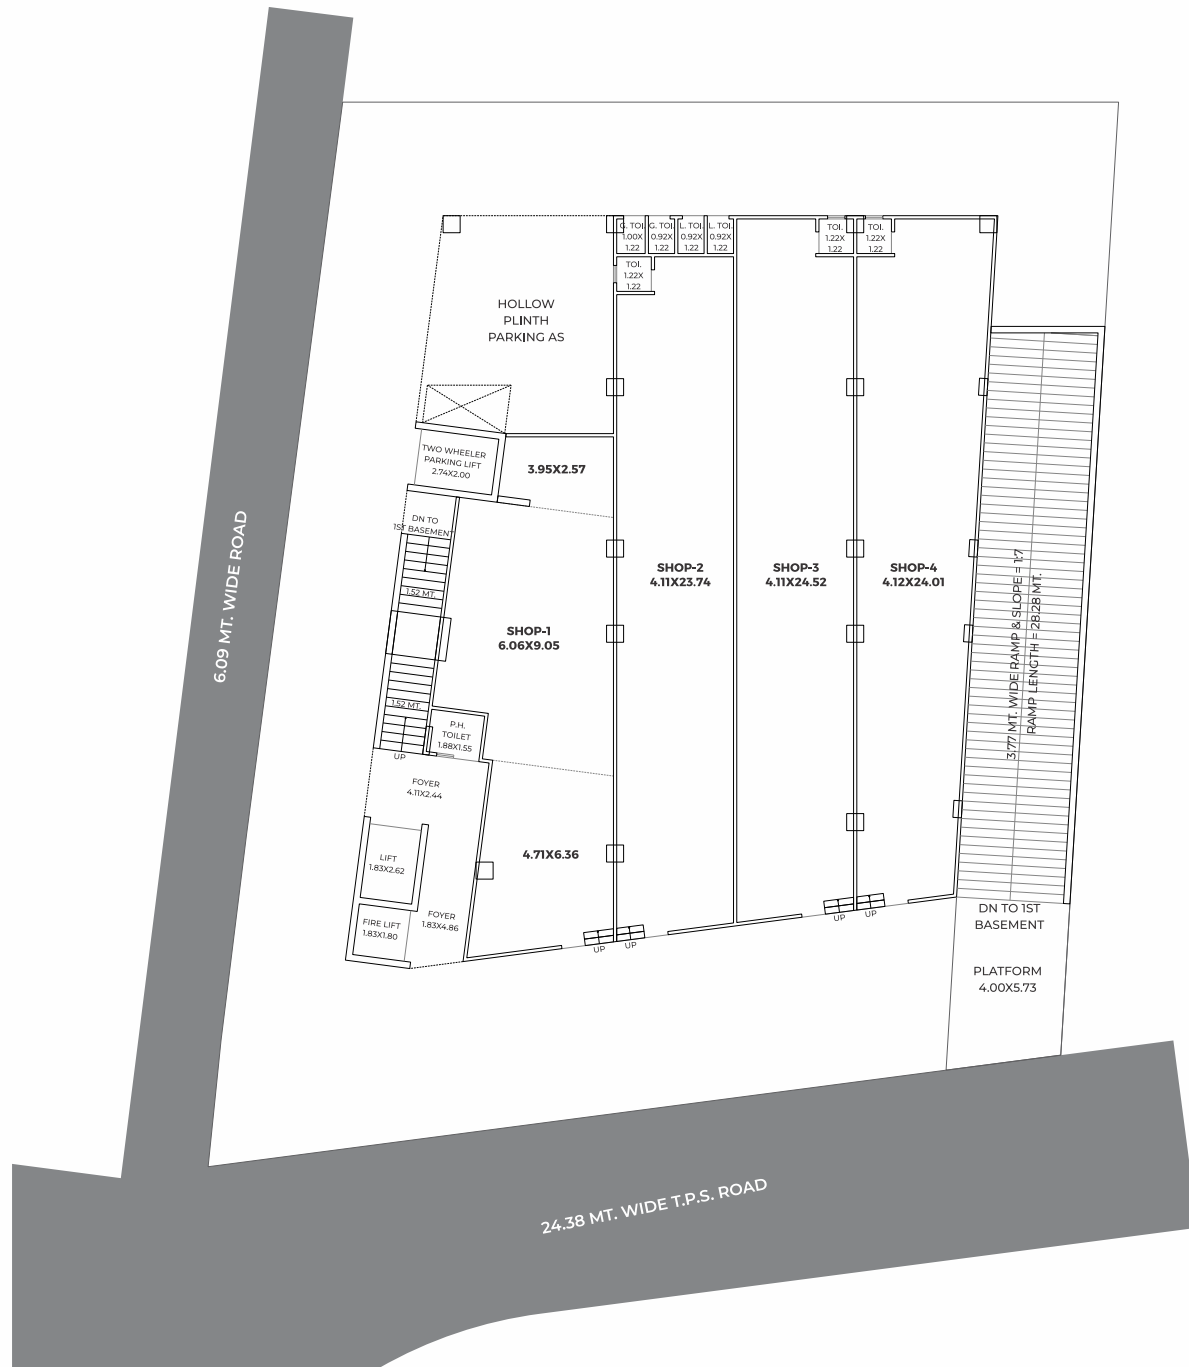 G. TOI.
1.00X
1.22
G. TOI.
0.92X
1.22
L. TOI.
0.92X
1.22
L. TOI.
0.92X
1.22
TOI.
1.22X
1.22
TOI.
1.22X
1.22
TOI.
1.22X
1.22
HOLLOW
PLINTH
PARKING AS
TWO WHEELER
PARKING LIFT
2.74X2.00
3.95X2.57
DN TO
1ST BASEMENT
1.52 MT.
SHOP-1
6.06X9.05
SHOP-2
4.11X23.74
SHOP-3
4.11X24.52
SHOP-4
4.12X24.01
3.77 MT. WIDE RAMP & SLOPE = 1:7
RAMP LENGTH = 28.28 MT.
6.09 MT. WIDE ROAD
1.52 MT.
P.H.
TOILET
1.88X1.55
UP
FOYER
4.11X2.44
4.71X6.36
LIFT
1.83X2.62
FIRE LIFT
1.83X1.80
FOYER
1.83X4.86
UP
UP
UP
UP
DN TO 1ST
BASEMENT
PLATFORM
4.00X5.73
24.38 MT. WIDE T.P.S. ROAD